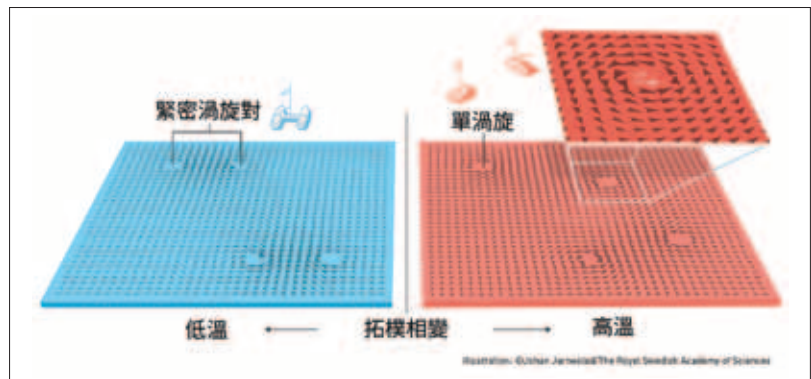 緊密渦旋對
單渦旋
低溫
拓樸相變
高溫
Illustration: ©Johan Jarnestad/The Royal Swedish Academy of Sciences